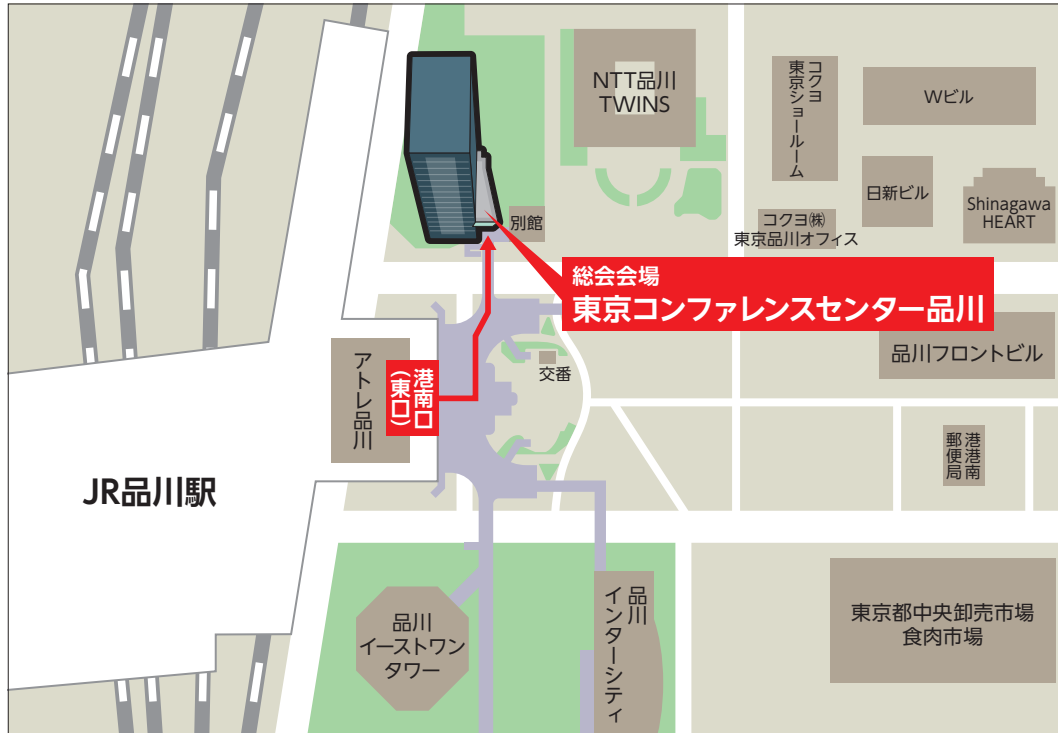 NTT品川
TWINS
コクヨ
東京ショールーム
Wビル
日新ビル
Shinagawa
HEART
コクヨ㈱
東京品川オフィス
別館
総会会場
東京コンファレンスセンター品川
品川フロントビル
アトレ品川
港南口
(東口)
交番
港港南
郵便局
JR品川駅
品川
イーストワン
タワー
品川
インターシティ
東京都中央卸売市場
食肉市場